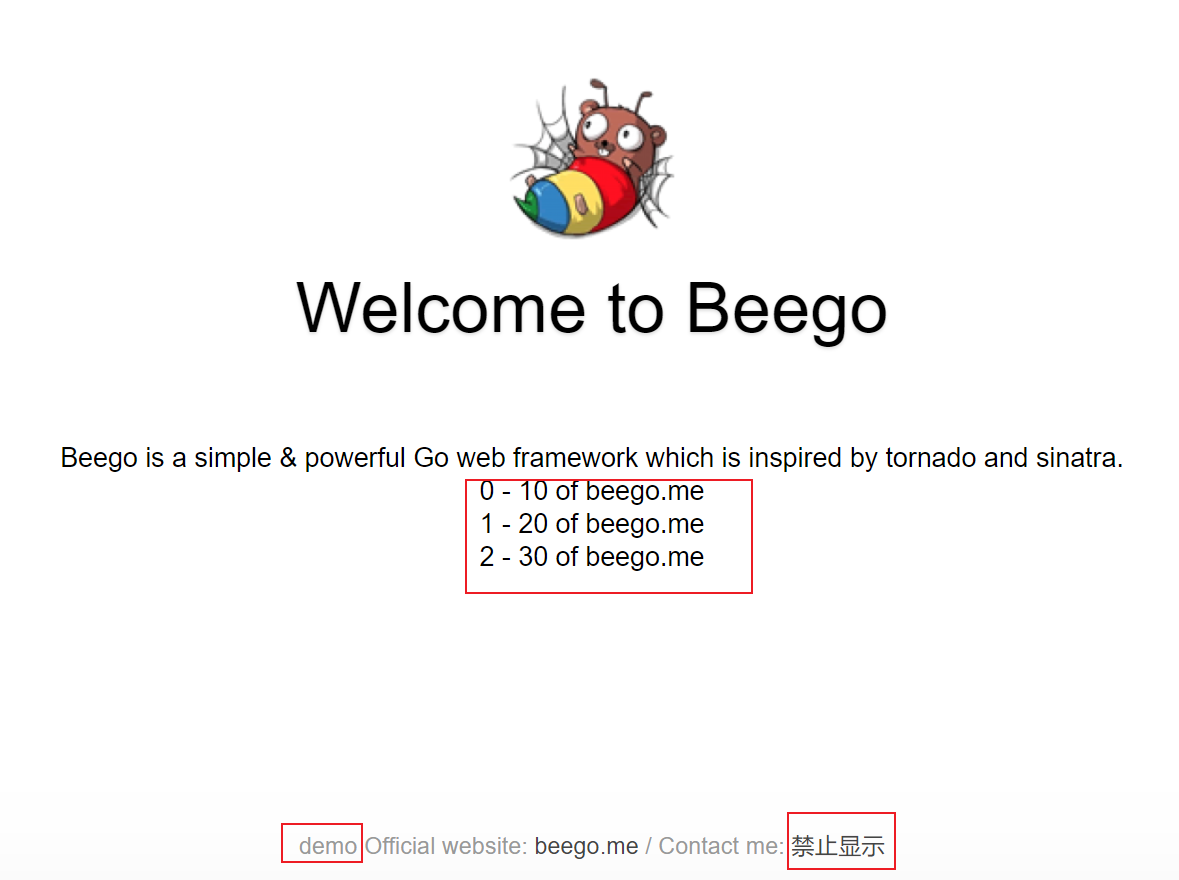 Welcome to Beego
Beego is a simple & powerful Go web framework which is inspired by tornado and sinatra.
0 - 10 of beego.me
1 - 20 of beego.me
2 - 30 of beego.me
demo Official website: beego.me / Contact me: 禁止显示